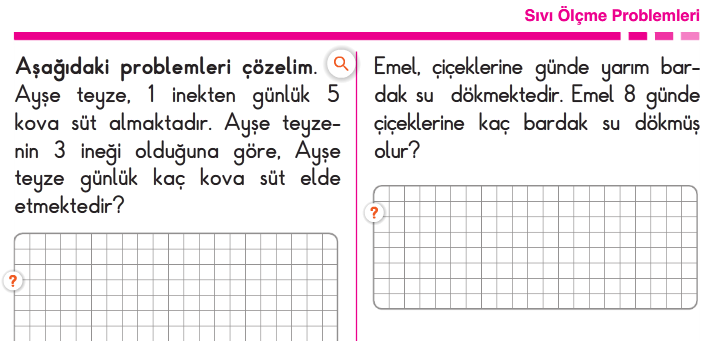 Sıvı Ölçme Problemleri
Aşağıdaki problemleri çözelim.
Ayşe teyze, 1 inekten günlük 5
kova süt almaktadır. Ayşe teyze-
nin 3 ineği olduğuna göre, Ayşe
teyze günlük kaç kova süt elde
etmektedir?
?
Emel, çiçeklerine günde yarım bar-
dak su dökmektedir. Emel 8 günde
çiçeklerine kaç bardak su dökmüş
olur?
?